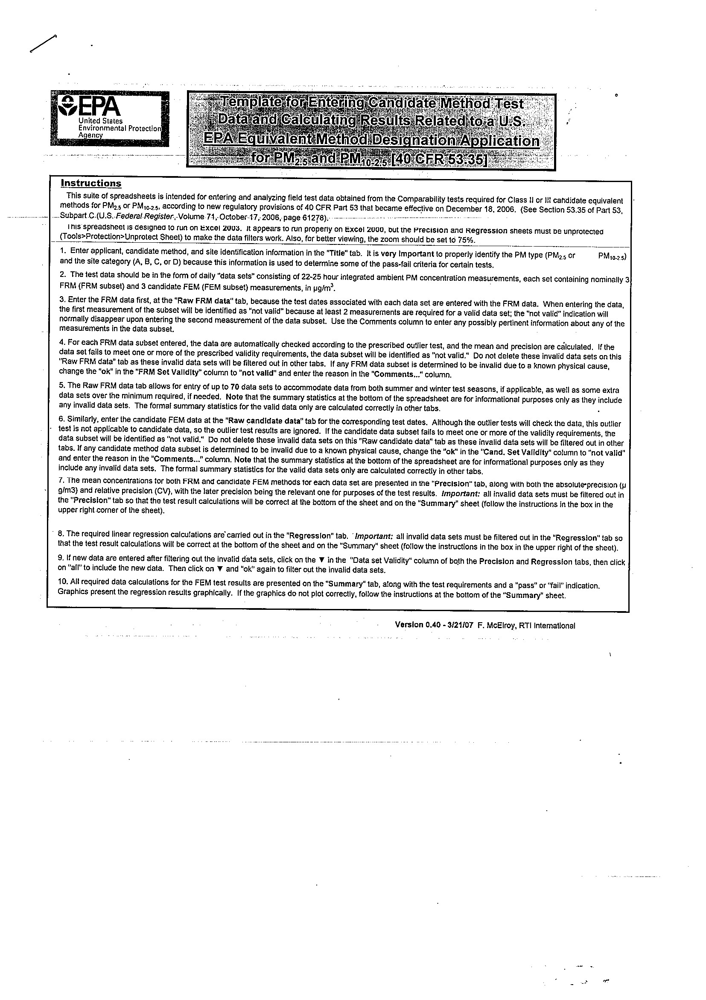 EPA
United States
Environmental Protection
Agency
Template for Entering Candidate Method Test
Data and Calculating Results Related to a U.S.
EPA Equivalent Method Designation Application
for PM2.5 and PM10-2.5 [40 CFR 53.35]
Instructions
This suite of spreadsheets is intended for entering and analyzing field test data obtained from the Comparability tests required for Class II or III candidate equivalent
methods for PM2.5 or PM10-2.5, according to new regulatory provisions of 40 CFR Part 53 that became effective on December 18, 2006. (See Section 53.35 of Part 53,
Subpart C (U.S. Federal Register, Volume 71, October 17, 2006, page 61278).
This spreadsheet is designed to run on Excel 2003. It appears to run properly on Excel 2000, but the Precision and Regression sheets must be unprotected
(Tools>Protection>Unprotect Sheet) to make the data filters work. Also, for better viewing, the zoom should be set to 75%.
1. Enter applicant, candidate method, and site identification information in the "Title" tab. It is very important to properly identify the PM type (PM2.5 or PM10-2.5)
and the site category (A, B, C, or D) because this information is used to determine some of the pass-fail criteria for certain tests.
2. The test data should be in the form of daily "data sets" consisting of 22-25 hour integrated ambient PM concentration measurements, each set containing nominally 3
FRM (FRM subset) and 3 candidate FEM (FEM subset) measurements, in µg/m³.
3. Enter the FRM data first, at the "Raw FRM data" tab, because the test dates associated with each data set are entered with the FRM data. When entering the data,
the first measurement of the subset will be identified as "not valid" because at least 2 measurements are required for a valid data set; the "not valid" indication will
normally disappear upon entering the second measurement of the data subset. Use the Comments column to enter any possibly pertinent information about any of the
measurements in the data subset.
4. For each FRM data subset entered, the data are automatically checked according to the prescribed outlier test, and the mean and precision are calculated. If the
data set fails to meet one or more of the prescribed validity requirements, the data subset will be identified as "not valid." Do not delete these invalid data sets on this
"Raw FRM data" tab as these invalid data sets will be filtered out in other tabs. If any FRM data subset is determined to be invalid due to a known physical cause,
change the "ok" in the "FRM Set Validity" column to "not valid" and enter the reason in the "Comments..." column.
5. The Raw FRM data tab allows for entry of up to 70 data sets to accommodate data from both summer and winter test seasons, if applicable, as well as some extra
data sets over the minimum required, if needed. Note that the summary statistics at the bottom of the spreadsheet are for informational purposes only as they include
any invalid data sets. The formal summary statistics for the valid data only are calculated correctly in other tabs.
6. Similarly, enter the candidate FEM data at the "Raw candidate data" tab for the corresponding test dates. Although the outlier tests will check the data, this outlier
test is not applicable to candidate data, so the outlier test results are ignored. If the candidate data subset fails to meet one or more of the validity requirements, the
data subset will be identified as "not valid." Do not delete these invalid data sets on this "Raw candidate data" tab as these invalid data sets will be filtered out in other
tabs. If any candidate method data subset is determined to be invalid due to a known physical cause, change the "ok" in the "Cand. Set Validity" column to "not valid"
and enter the reason in the "Comments..." column. Note that the summary statistics at the bottom of the spreadsheet are for informational purposes only as they
include any invalid data sets. The formal summary statistics for the valid data sets only are calculated correctly in other tabs.
7. The mean concentrations for both FRM and candidate FEM methods for each data set are presented in the "Precision" tab, along with both the absolute precision (µ
g/m3) and relative precision (CV), with the later precision being the relevant one for purposes of the test results. Important: all invalid data sets must be filtered out in
the "Precision" tab so that the test result calculations will be correct at the bottom of the sheet and on the "Summary" sheet (follow the instructions in the box in the
upper right corner of the sheet).
8. The required linear regression calculations are carried out in the "Regression" tab. Important: all invalid data sets must be filtered out in the "Regression" tab so
that the test result calculations will be correct at the bottom of the sheet and on the "Summary" sheet (follow the instructions in the box in the upper right of the sheet).
9. If new data are entered after filtering out the invalid data sets, click on the ▼ in the "Data set Validity" column of both the Precision and Regression tabs, then click
on "all" to include the new data. Then click on ▼ and "ok" again to filter out the invalid data sets.
10. All required data calculations for the FEM test results are presented on the "Summary" tab, along with the test requirements and a "pass" or "fail" indication.
Graphics present the regression results graphically. If the graphics do not plot correctly, follow the instructions at the bottom of the "Summary" sheet.
Version 0.40 - 3/21/07 F. McElroy, RTI International